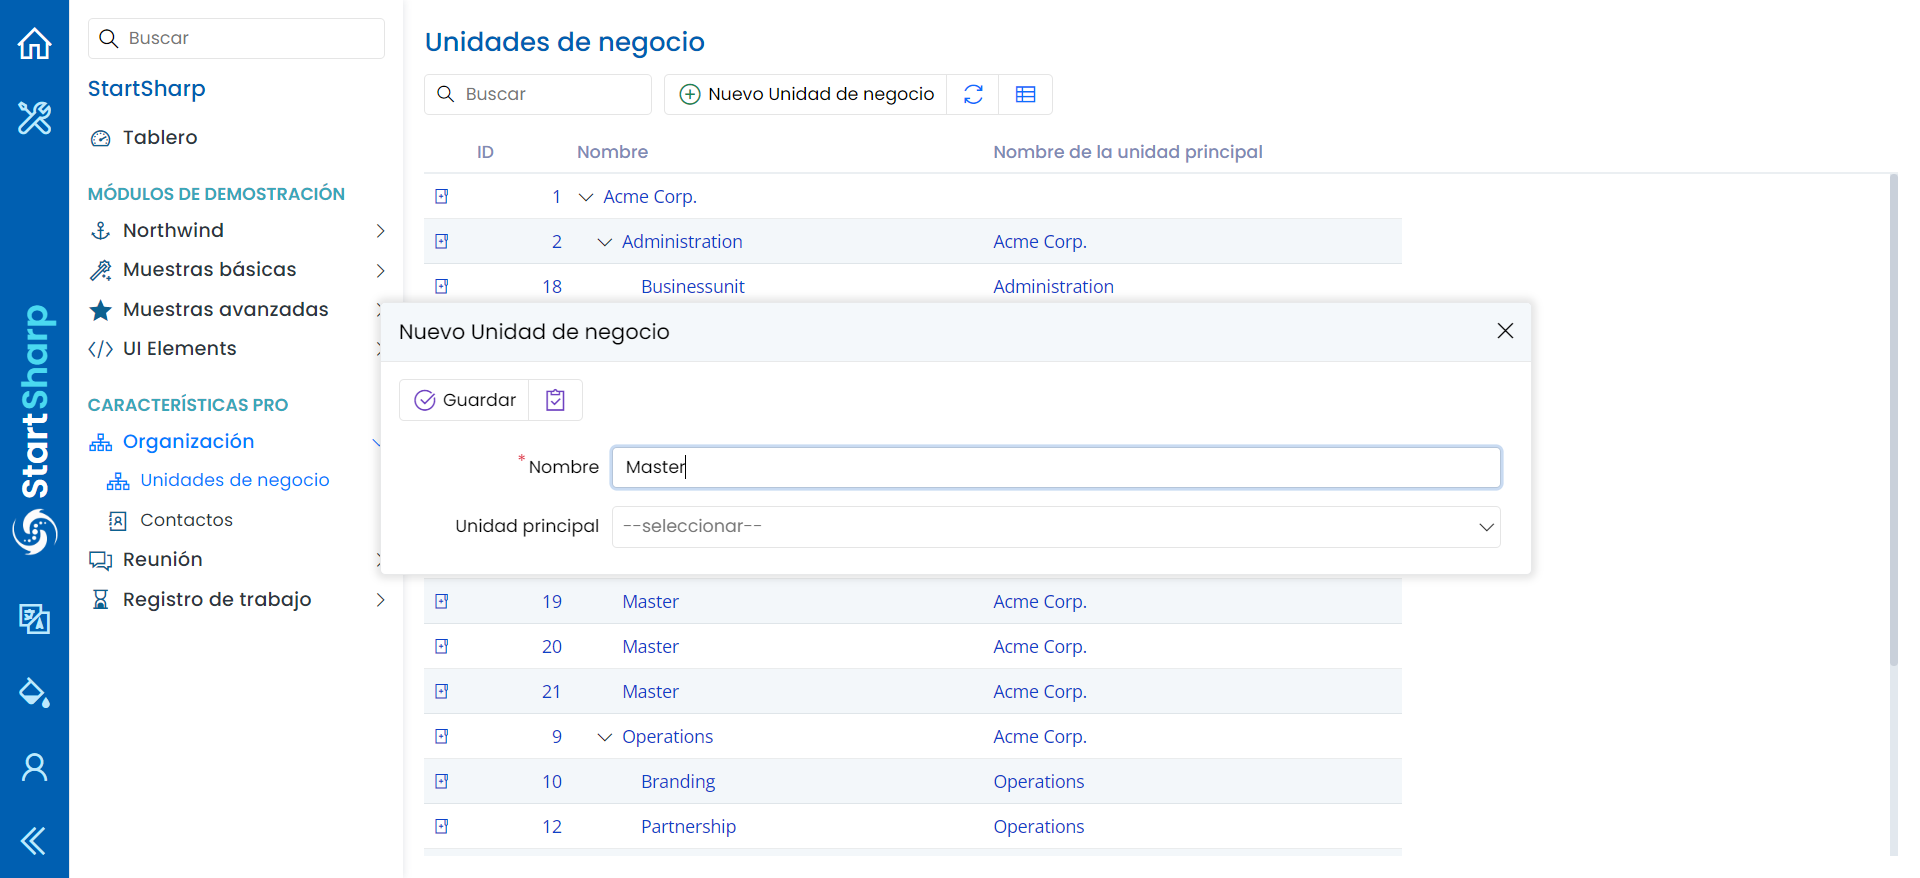 Buscar
StartSharp
Tablero
MÓDULOS DE DEMOSTRACIÓN
Northwind
Muestras básicas
Muestras avanzadas
UI Elements
CARACTERÍSTICAS PRO
Organización
Unidades de negocio
Contactos
Reunión
Registro de trabajo
StartSharp
Unidades de negocio
Buscar
Nuevo Unidad de negocio
ID Nombre Nombre de la unidad principal
1 Acme Corp.
2 Administration Acme Corp.
18 Businessunit Administration
Nuevo Unidad de negocio
Guardar
*Nombre Master
Unidad principal --seleccionar--
19 Master Acme Corp.
20 Master Acme Corp.
21 Master Acme Corp.
9 Operations Acme Corp.
10 Branding Operations
12 Partnership Operations